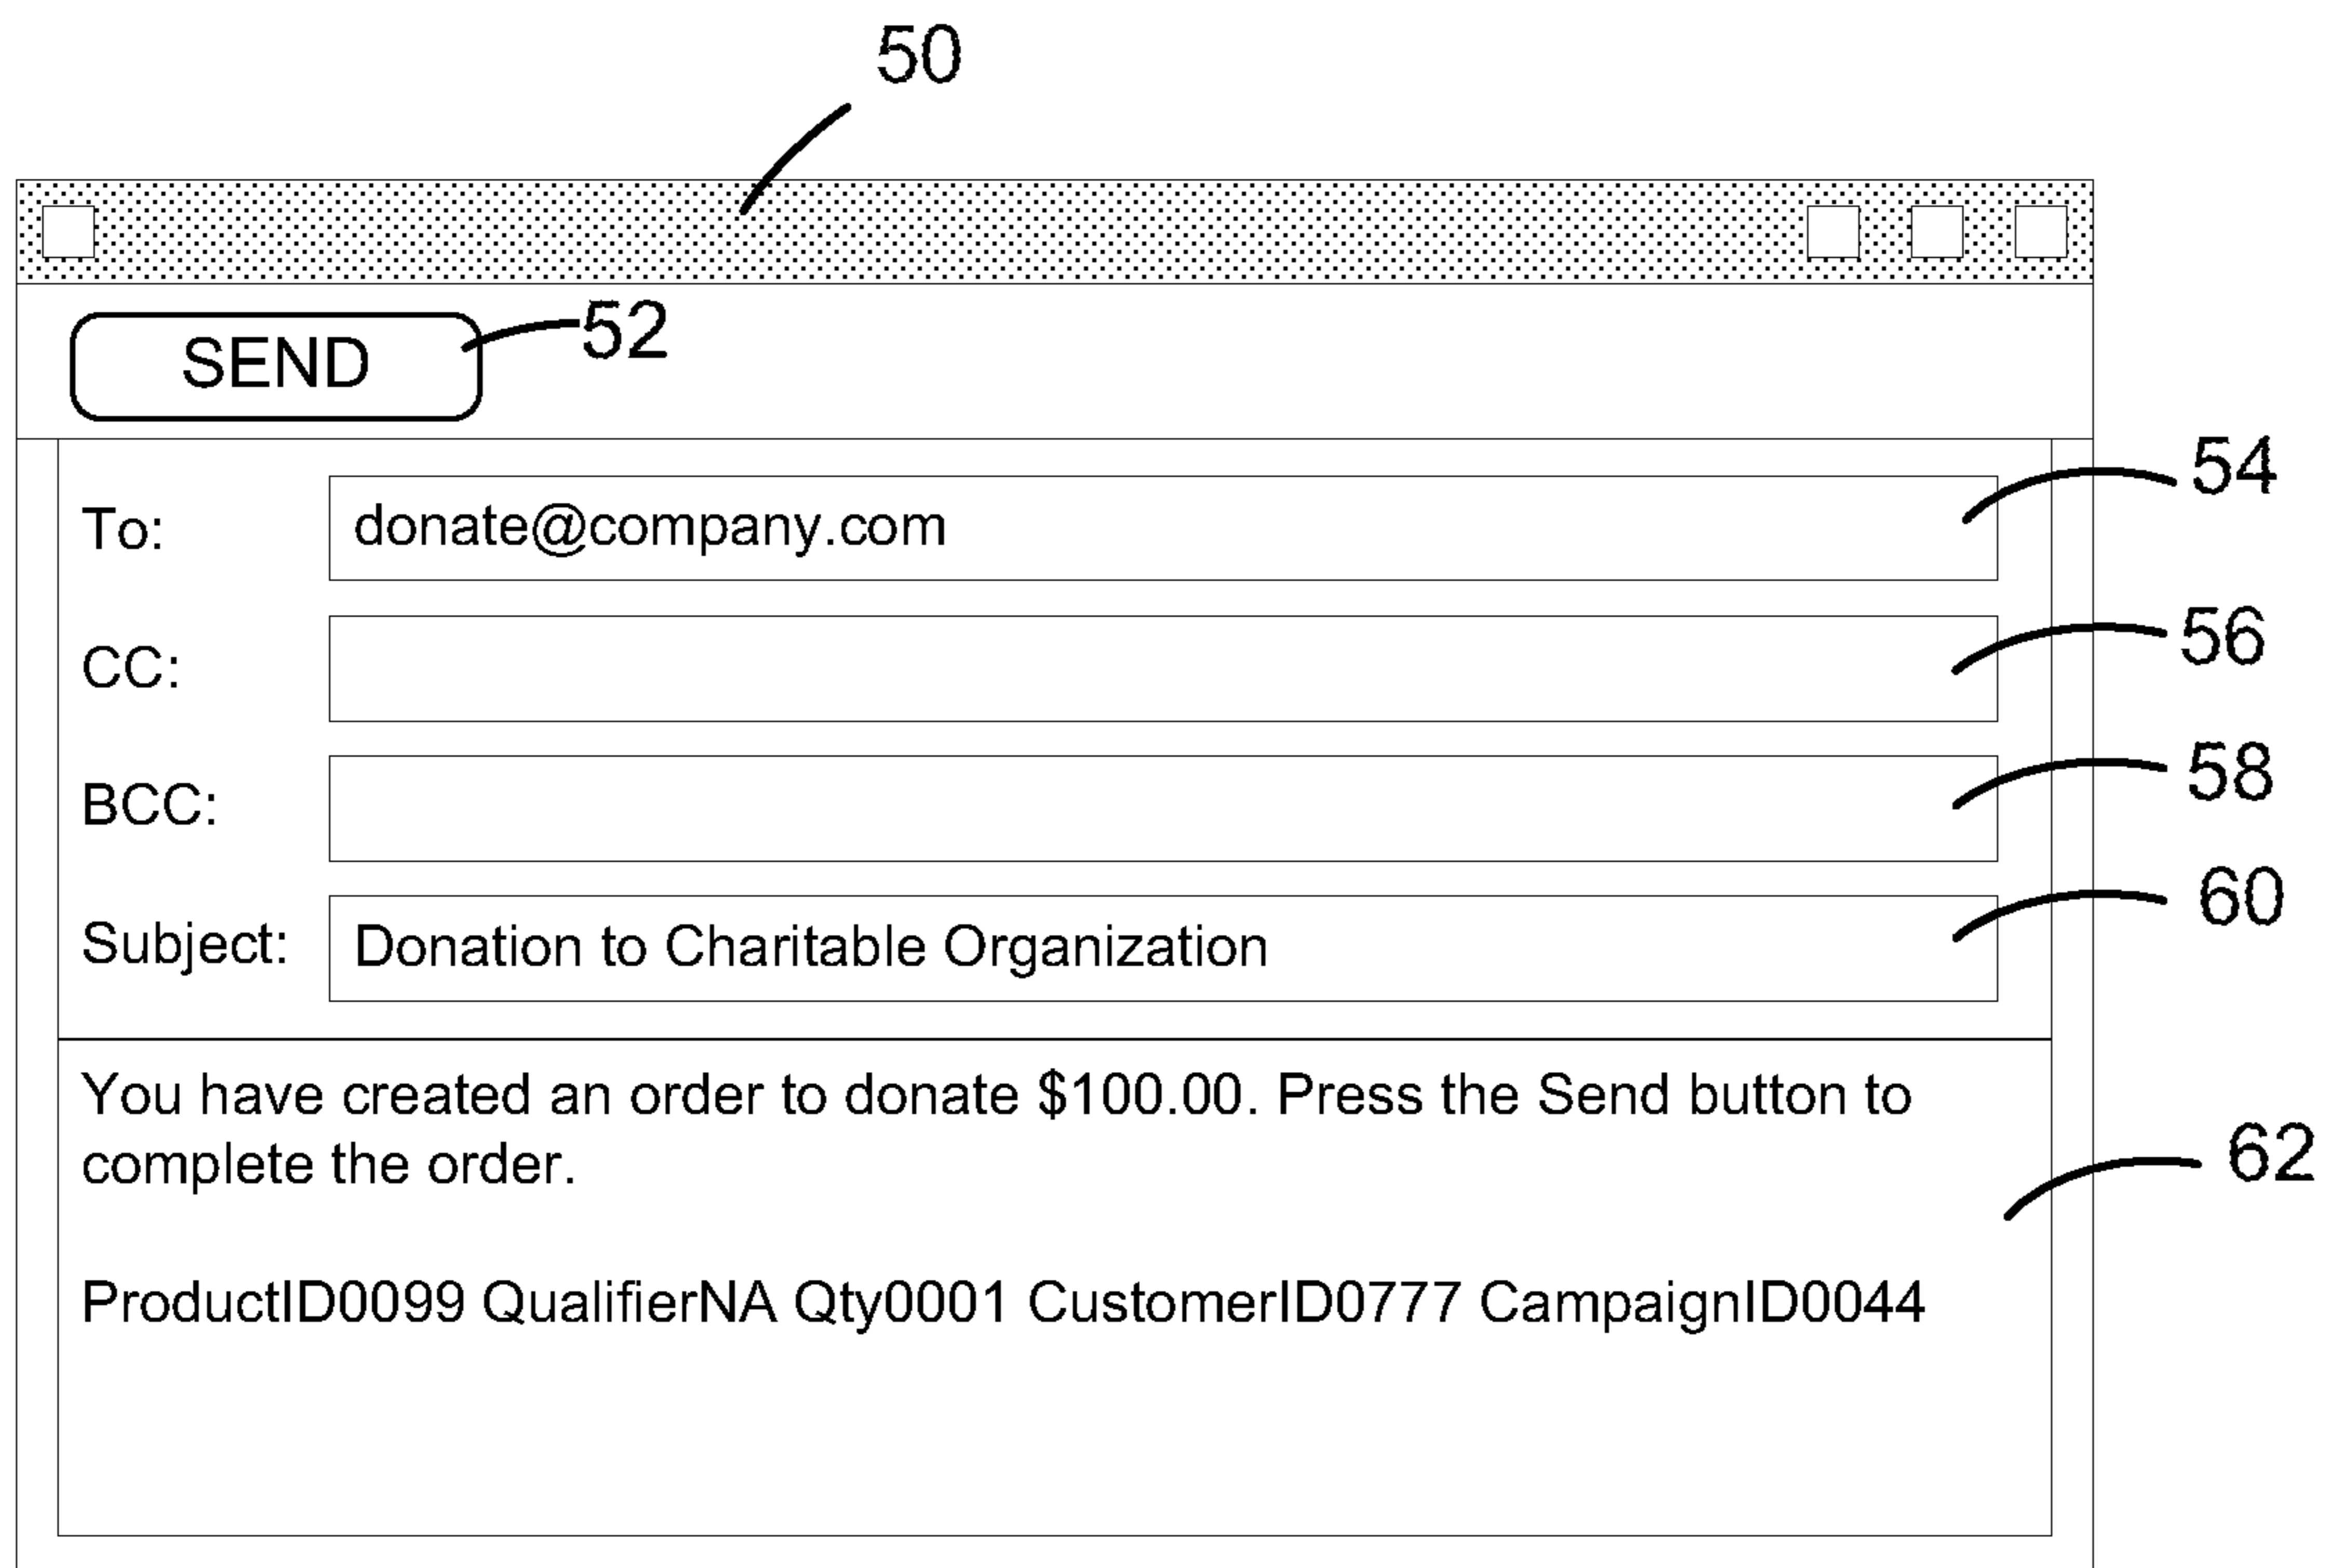 50
SEND
52
To: donate@company.com
54
CC:
56
BCC:
58
Subject: Donation to Charitable Organization
60
You have created an order to donate $100.00. Press the Send button to
complete the order.
62
ProductID0099 QualifierNA Qty0001 CustomerID0777 CampaignID0044